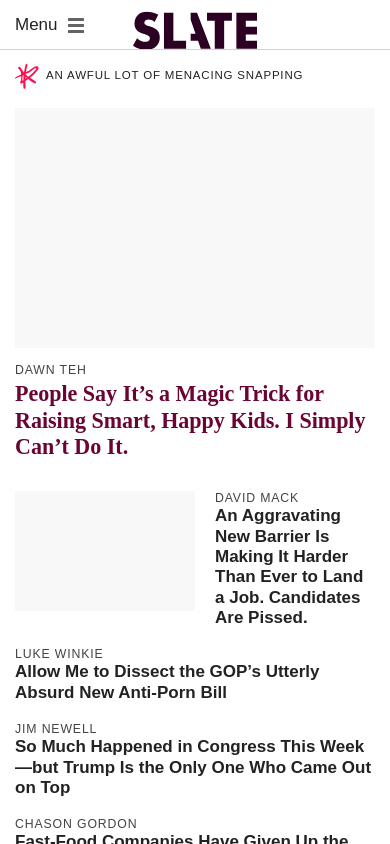 Menu
SLATE
AN AWFUL LOT OF MENACING SNAPPING
DAWN TEH
People Say It’s a Magic Trick for
Raising Smart, Happy Kids. I Simply
Can’t Do It.
DAVID MACK
An Aggravating
New Barrier Is
Making It Harder
Than Ever to Land
a Job. Candidates
Are Pissed.
LUKE WINKIE
Allow Me to Dissect the GOP’s Utterly
Absurd New Anti-Porn Bill
JIM NEWELL
So Much Happened in Congress This Week
—but Trump Is the Only One Who Came Out
on Top
CHASON GORDON
Fast-Food Companies Have Given Up the